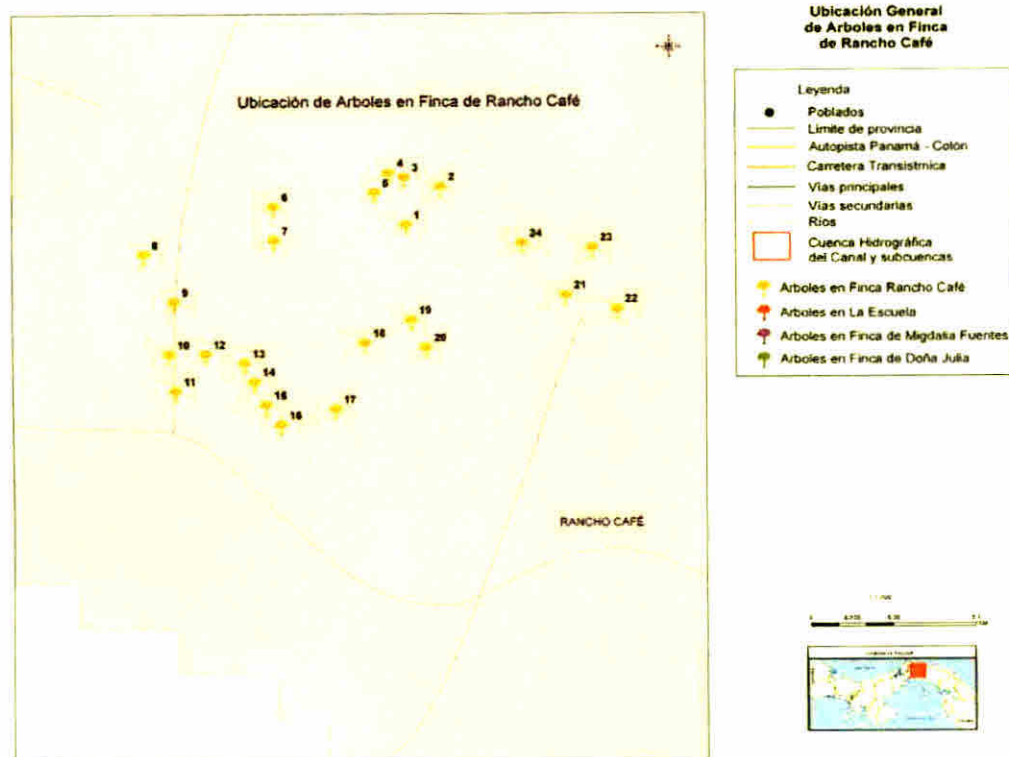 Ubicación General
de Arboles en Finca
de Rancho Café
Ubicación de Arboles en Finca de Rancho Café
Leyenda
Poblados
Limite de provincia
Autopista Panamá - Colón
Carretera Transistmica
Vias principales
Vias secundarias
Rios
Cuenca Hidrográfica
del Canal y subcuencas
Arboles en Finca Rancho Café
Arboles en La Escuela
Arboles en Finca de Migdalia Fuentes
Arboles en Finca de Doña Julia
4
3
2
5
1
6
7
8
24
23
21
22
9
19
18
20
10
12
13
14
11
15
16
17
RANCHO CAFÉ